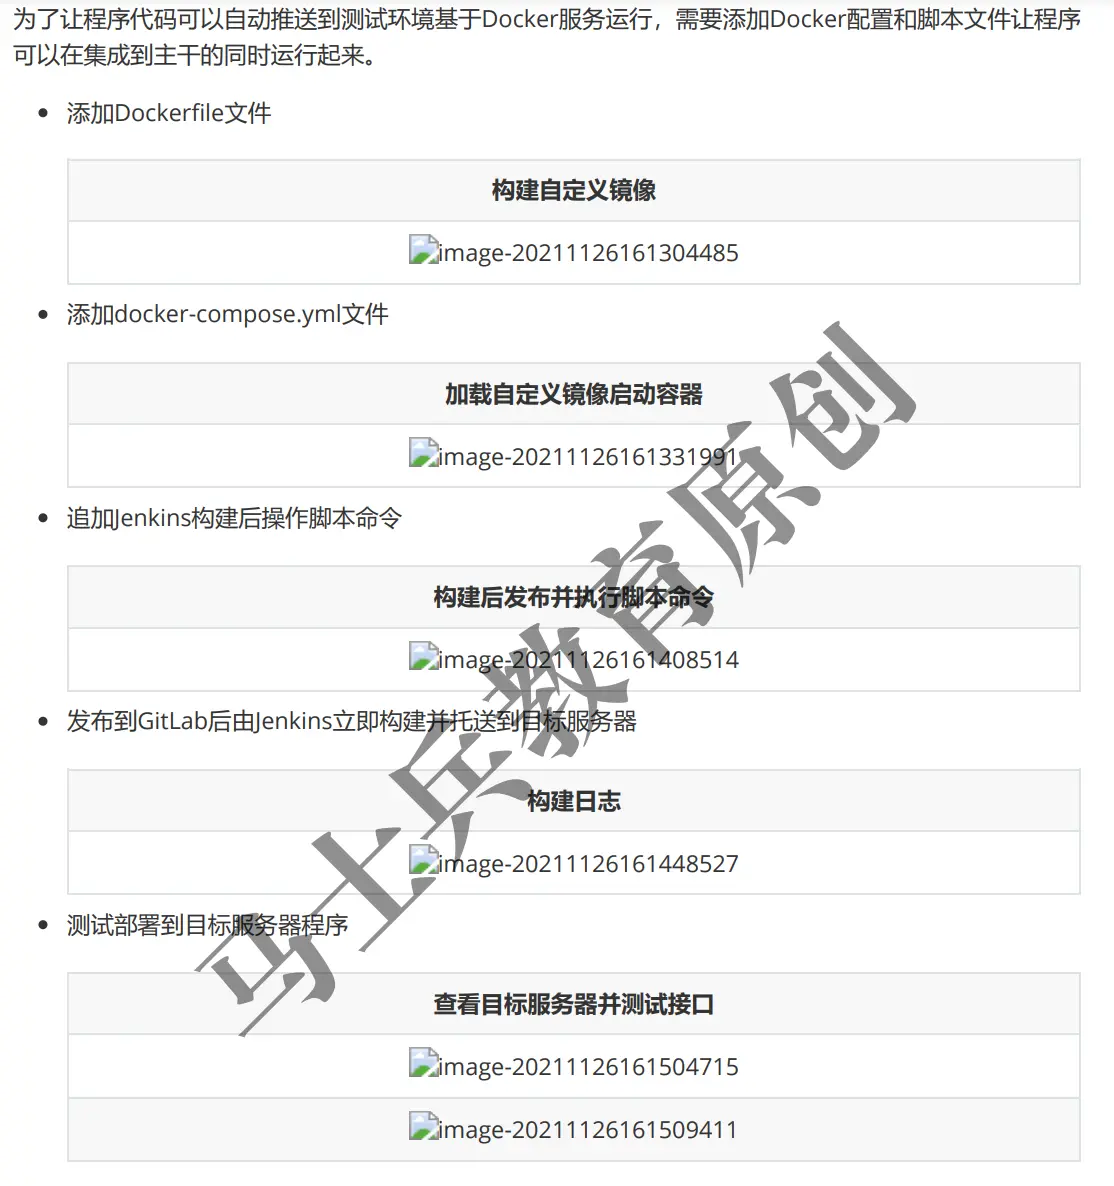 为了让程序代码可以自动推送到测试环境基于Docker服务运行，需要添加Docker配置和脚本文件让程序
可以在集成到主干的同时运行起来。
添加Dockerfile文件
构建自定义镜像
image-20211126161304485
添加docker-compose.yml文件
加载自定义镜像启动容器
image-20211126161331991
追加Jenkins构建后操作脚本命令
构建后发布并执行脚本命令
image-20211126161408514
发布到GitLab后由Jenkins立即构建并托送到目标服务器
构建日志
image-20211126161448527
测试部署到目标服务器程序
查看目标服务器并测试接口
image-20211126161504715
image-20211126161509411
马士兵教育原创